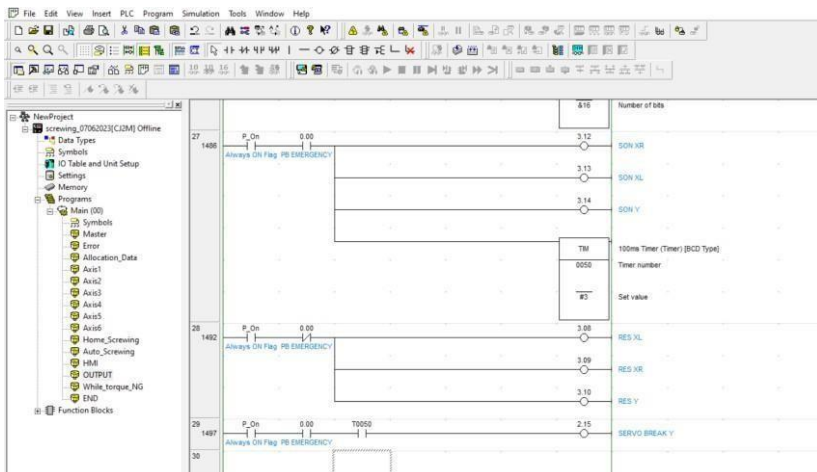 File Edit View Insert PLC Program Simulation Tools Window Help
NewProject
screwing_07062023[CJ2M] Offline
Data Types
Symbols
IO Table and Unit Setup
Settings
Memory
Programs
Main (00)
Symbols
Master
Error
Allocation_Data
Axis1
Axis2
Axis3
Axis4
Axis5
Axis6
Home_Screwing
Auto_Screwing
HMI
OUTPUT
While_torque_NG
END
Function Blocks
&16 Number of bits
27
1486
P_On 0.00 3.12
Always ON Flag PB EMERGENCY SON XR
3.13
SON XL
3.14
SON Y
TIM 100ms Timer (Timer) [BCD Type]
0050 Timer number
#3 Set value
28
1492
P_On 0.00 3.08
Always ON Flag PB EMERGENCY RES XL
3.09
RES XR
3.10
RES Y
29
1497
P_On 0.00 T0050 2.15
Always ON Flag PB EMERGENCY SERVO BREAK Y
30